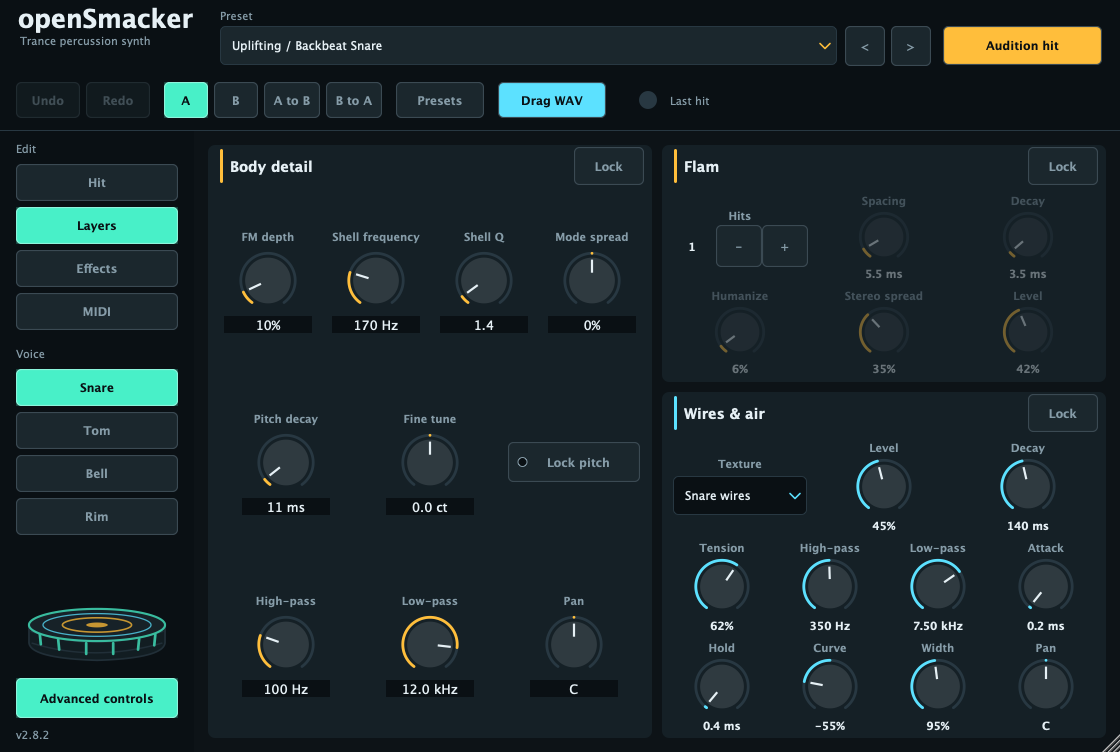 openSmacker
Trance percussion synth
Preset
Uplifting / Backbeat Snare
<
>
Audition hit
Undo
Redo
A
B
A to B
B to A
Presets
Drag WAV
Last hit
Edit
Hit
Layers
Effects
MIDI
Voice
Snare
Tom
Bell
Rim
Advanced controls
v2.8.2
Body detail
Lock
FM depth
Shell frequency
Shell Q
Mode spread
10%
170 Hz
1.4
0%
Pitch decay
Fine tune
Lock pitch
11 ms
0.0 ct
High-pass
Low-pass
Pan
100 Hz
12.0 kHz
C
Flam
Lock
Hits
1
-
+
Spacing
Decay
5.5 ms
3.5 ms
Humanize
Stereo spread
Level
6%
35%
42%
Wires & air
Lock
Texture
Snare wires
Level
Decay
45%
140 ms
Tension
High-pass
Low-pass
Attack
62%
350 Hz
7.50 kHz
0.2 ms
Hold
Curve
Width
Pan
0.4 ms
-55%
95%
C